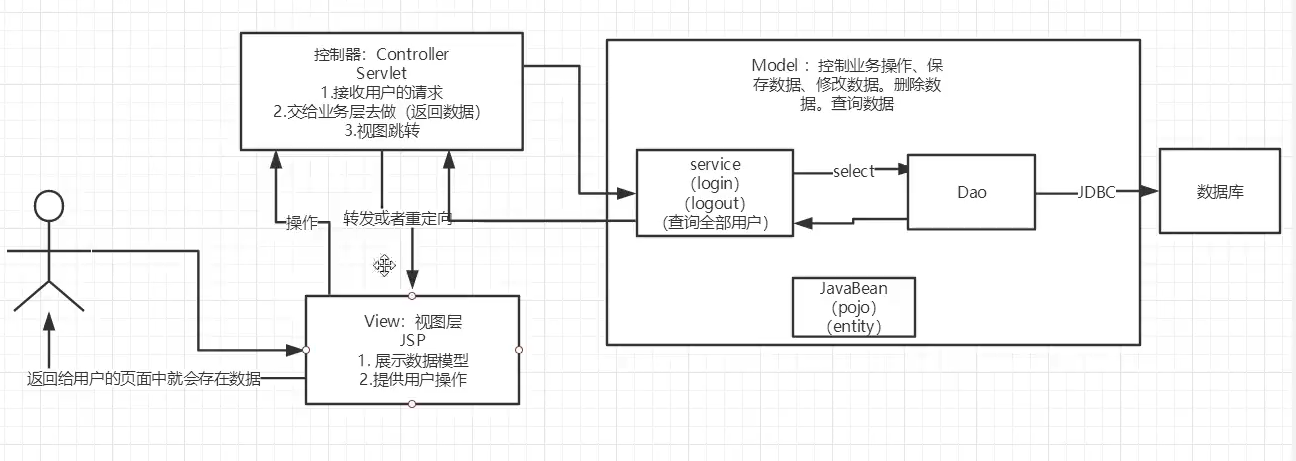 控制器：Controller
Servlet
1.接收用户的请求
2.交给业务层去做（返回数据）
3.视图跳转
Model ：控制业务操作、保
存数据、修改数据。删除数
据。查询数据
service
（login）
（logout）
（查询全部用户）
select
Dao
JDBC
数据库
JavaBean
（pojo）
（entity）
操作
转发或者重定向
View：视图层
JSP
1. 展示数据模型
2.提供用户操作
返回给用户的页面中就会存在数据